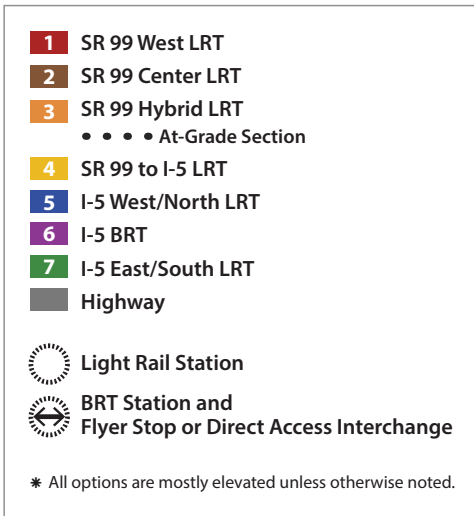 1 SR 99 West LRT
2 SR 99 Center LRT
3 SR 99 Hybrid LRT
• • • • At-Grade Section
4 SR 99 to I-5 LRT
5 I-5 West/North LRT
6 I-5 BRT
7 I-5 East/South LRT
Highway
Light Rail Station
BRT Station and
Flyer Stop or Direct Access Interchange
* All options are mostly elevated unless otherwise noted.